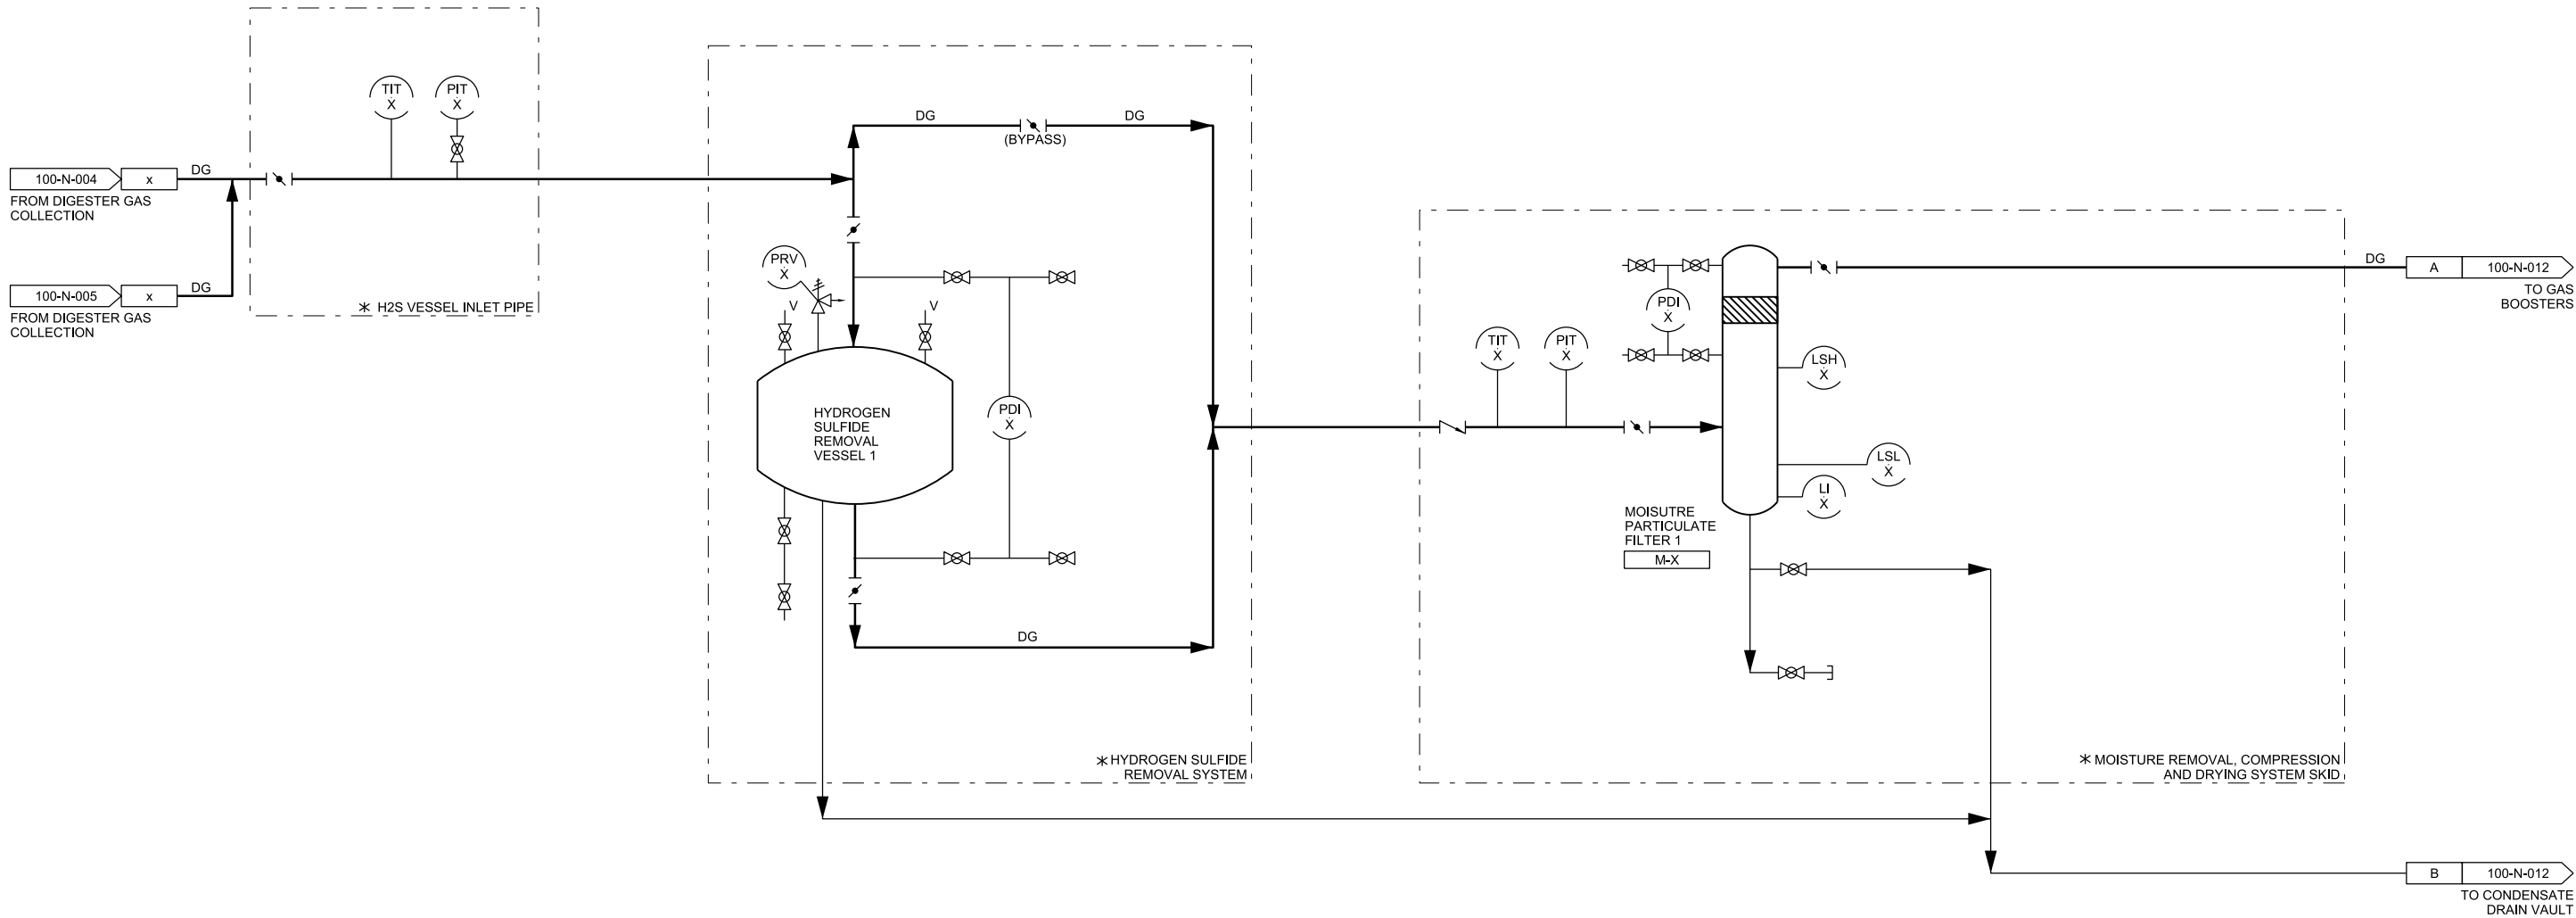 TIT
X
PIT
X
100-N-004
x
DG
FROM DIGESTER GAS
COLLECTION
100-N-005
x
DG
FROM DIGESTER GAS
COLLECTION
* H2S VESSEL INLET PIPE
DG
DG
(BYPASS)
PRV
X
V
V
HYDROGEN
SULFIDE
REMOVAL
VESSEL 1
PDI
X
DG
* HYDROGEN SULFIDE
REMOVAL SYSTEM
TIT
X
PIT
X
PDI
X
LSH
X
LSL
X
LI
X
MOISUTRE
PARTICULATE
FILTER 1
M-X
* MOISTURE REMOVAL, COMPRESSION
AND DRYING SYSTEM SKID
DG
A
100-N-012
TO GAS
BOOSTERS
B
100-N-012
TO CONDENSATE
DRAIN VAULT